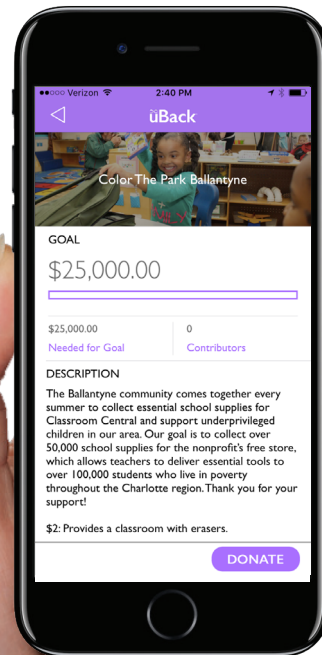 Verizon 2:40 PM
üBack
Color The Park Ballantyne
GOAL
$25,000.00
$25,000.00
Needed for Goal
0
Contributors
DESCRIPTION
The Ballantyne community comes together every
summer to collect essential school supplies for
Classroom Central and support underprivileged
children in our area. Our goal is to collect over
50,000 school supplies for the nonprofit's free store,
which allows teachers to deliver essential tools to
over 100,000 students who live in poverty
throughout the Charlotte region. Thank you for your
support!
$2: Provides a classroom with erasers.
DONATE